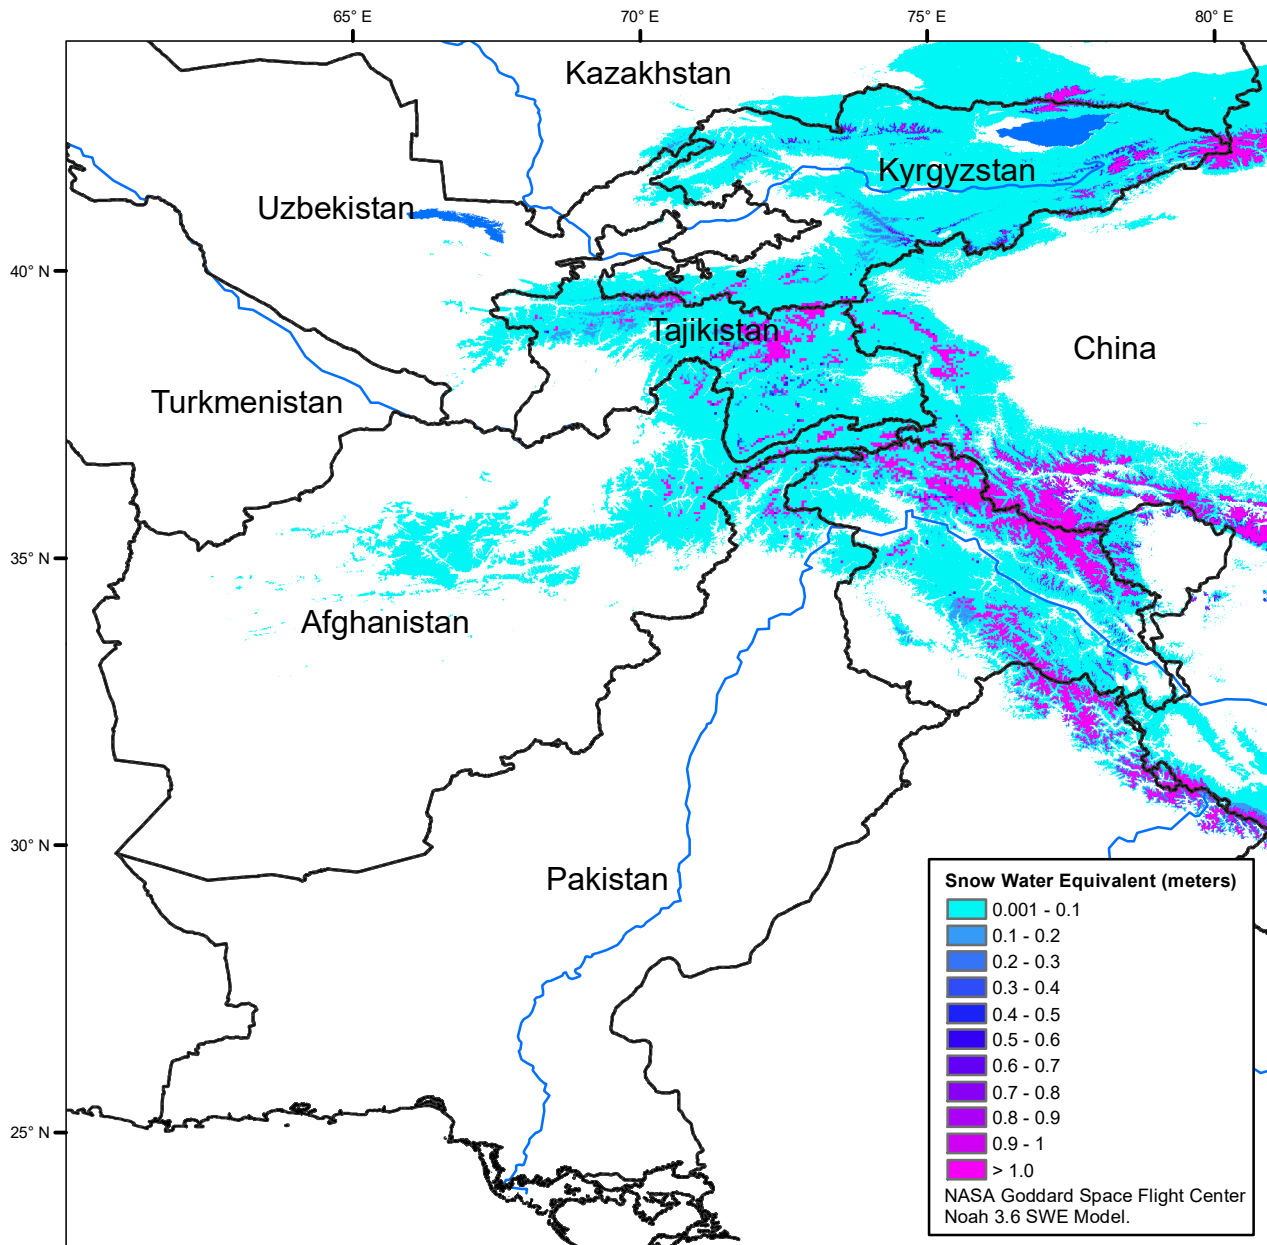 65° E
70° E
75° E
80° E
Kazakhstan
Kyrgyzstan
Uzbekistan
40° N
Tajikistan
China
Turkmenistan
35° N
Afghanistan
30° N
Pakistan
Snow Water Equivalent (meters)
0.001 - 0.1
0.1 - 0.2
0.2 - 0.3
0.3 - 0.4
0.4 - 0.5
0.5 - 0.6
0.6 - 0.7
0.7 - 0.8
0.8 - 0.9
0.9 - 1
> 1.0
25° N
NASA Goddard Space Flight Center
Noah 3.6 SWE Model.